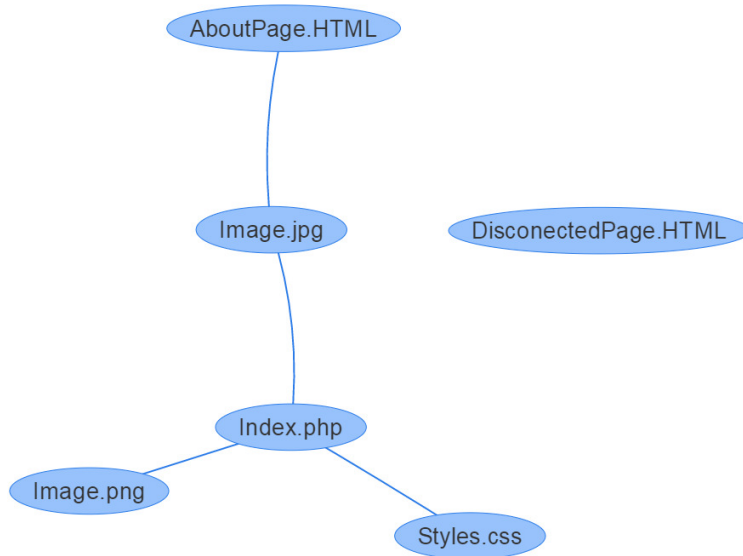 AboutPage.HTML
Image.jpg
DisconectedPage.HTML
Index.php
Image.png
Styles.css